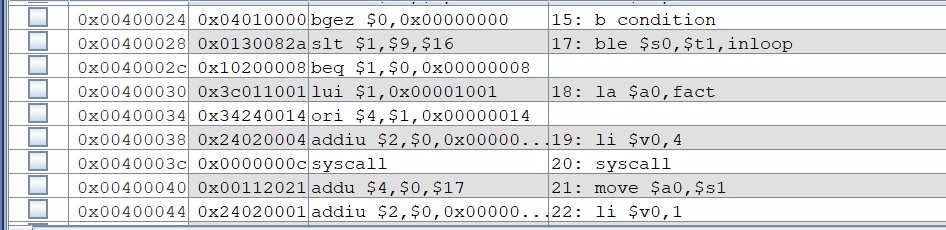 0x00400024 0x04010000 bgez $0,0x00000000 15: b condition
0x00400028 0x0130082a slt $1,$9,$16 17: ble $s0,$t1,inloop
0x0040002c 0x10200008 beq $1,$0,0x00000008
0x00400030 0x3c011001 lui $1,0x00001001 18: la $a0,fact
0x00400034 0x34240014 ori $4,$1,0x00000014
0x00400038 0x24020004 addiu $2,$0,0x00000... 19: li $v0,4
0x0040003c 0x0000000c syscall 20: syscall
0x00400040 0x00112021 addu $4,$0,$17 21: move $a0,$s1
0x00400044 0x24020001 addiu $2,$0,0x00000... 22: li $v0,1